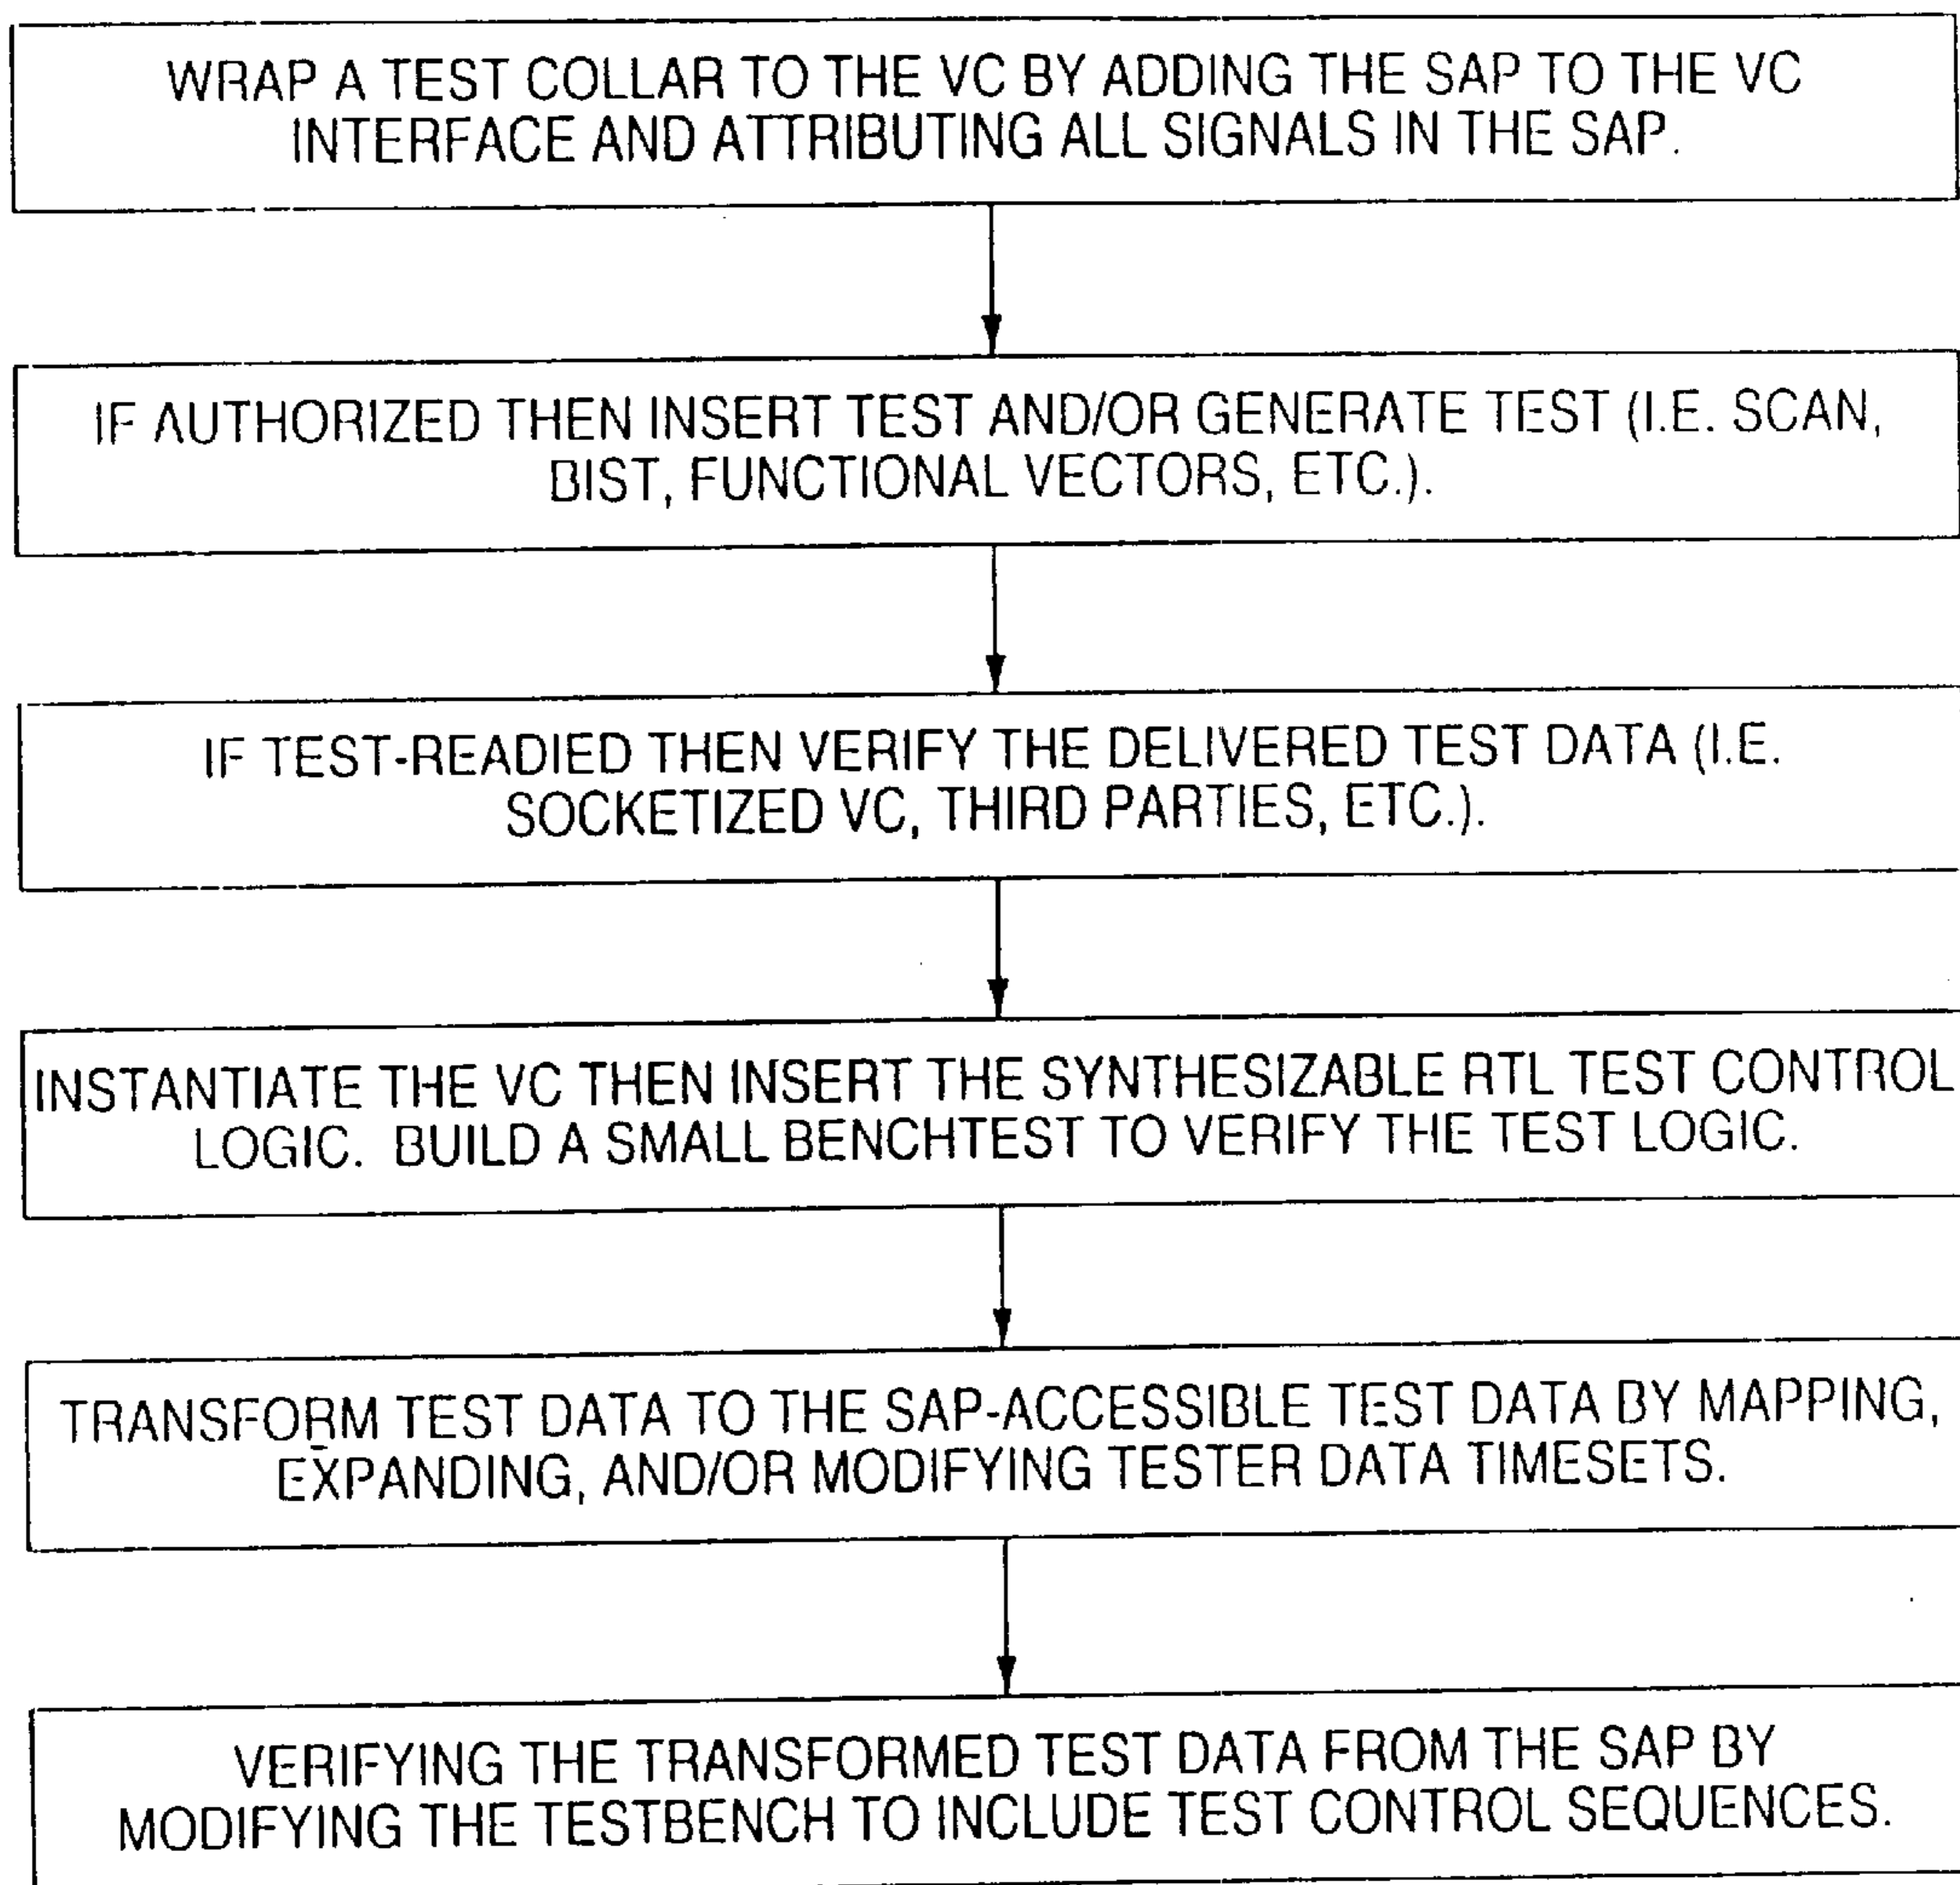 WRAP A TEST COLLAR TO THE VC BY ADDING THE SAP TO THE VC
INTERFACE AND ATTRIBUTING ALL SIGNALS IN THE SAP.
IF AUTHORIZED THEN INSERT TEST AND/OR GENERATE TEST (I.E. SCAN,
BIST, FUNCTIONAL VECTORS, ETC.).
IF TEST-READIED THEN VERIFY THE DELIVERED TEST DATA (I.E.
SOCKETIZED VC, THIRD PARTIES, ETC.).
INSTANTIATE THE VC THEN INSERT THE SYNTHESIZABLE RTL TEST CONTROL
LOGIC. BUILD A SMALL BENCHTEST TO VERIFY THE TEST LOGIC.
TRANSFORM TEST DATA TO THE SAP-ACCESSIBLE TEST DATA BY MAPPING,
EXPANDING, AND/OR MODIFYING TESTER DATA TIMESETS.
VERIFYING THE TRANSFORMED TEST DATA FROM THE SAP BY
MODIFYING THE TESTBENCH TO INCLUDE TEST CONTROL SEQUENCES.